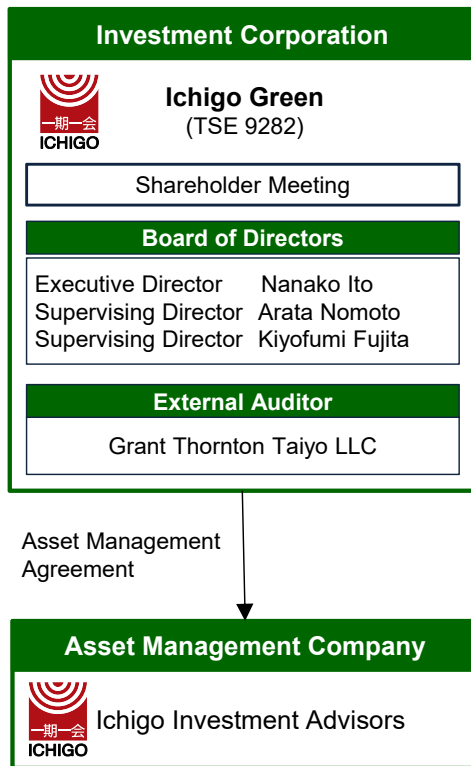 Investment Corporation
一期一会
ICHIGO
Ichigo Green
(TSE 9282)
Shareholder Meeting
Board of Directors
Executive Director Nanako Ito
Supervising Director Arata Nomoto
Supervising Director Kiyofumi Fujita
External Auditor
Grant Thornton Taiyo LLC
Asset Management
Agreement
Asset Management Company
一期一会
ICHIGO
Ichigo Investment Advisors